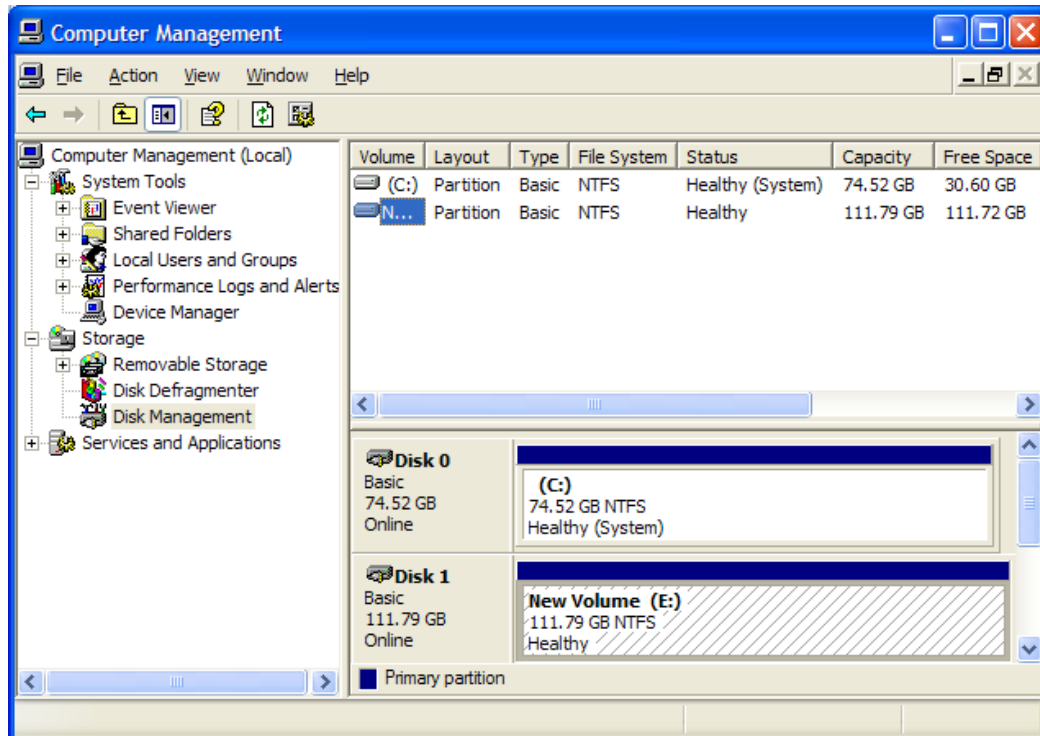 Computer Management
File Action View Window Help
Computer Management (Local)
System Tools
Event Viewer
Shared Folders
Local Users and Groups
Performance Logs and Alerts
Device Manager
Storage
Removable Storage
Disk Defragmenter
Disk Management
Services and Applications
Volume Layout Type File System Status Capacity Free Space
(C:) Partition Basic NTFS Healthy (System) 74.52 GB 30.60 GB
N... Partition Basic NTFS Healthy 111.79 GB 111.72 GB
Disk 0
Basic
74.52 GB
Online
(C:)
74.52 GB NTFS
Healthy (System)
Disk 1
Basic
111.79 GB
Online
New Volume (E:)
111.79 GB NTFS
Healthy
Primary partition